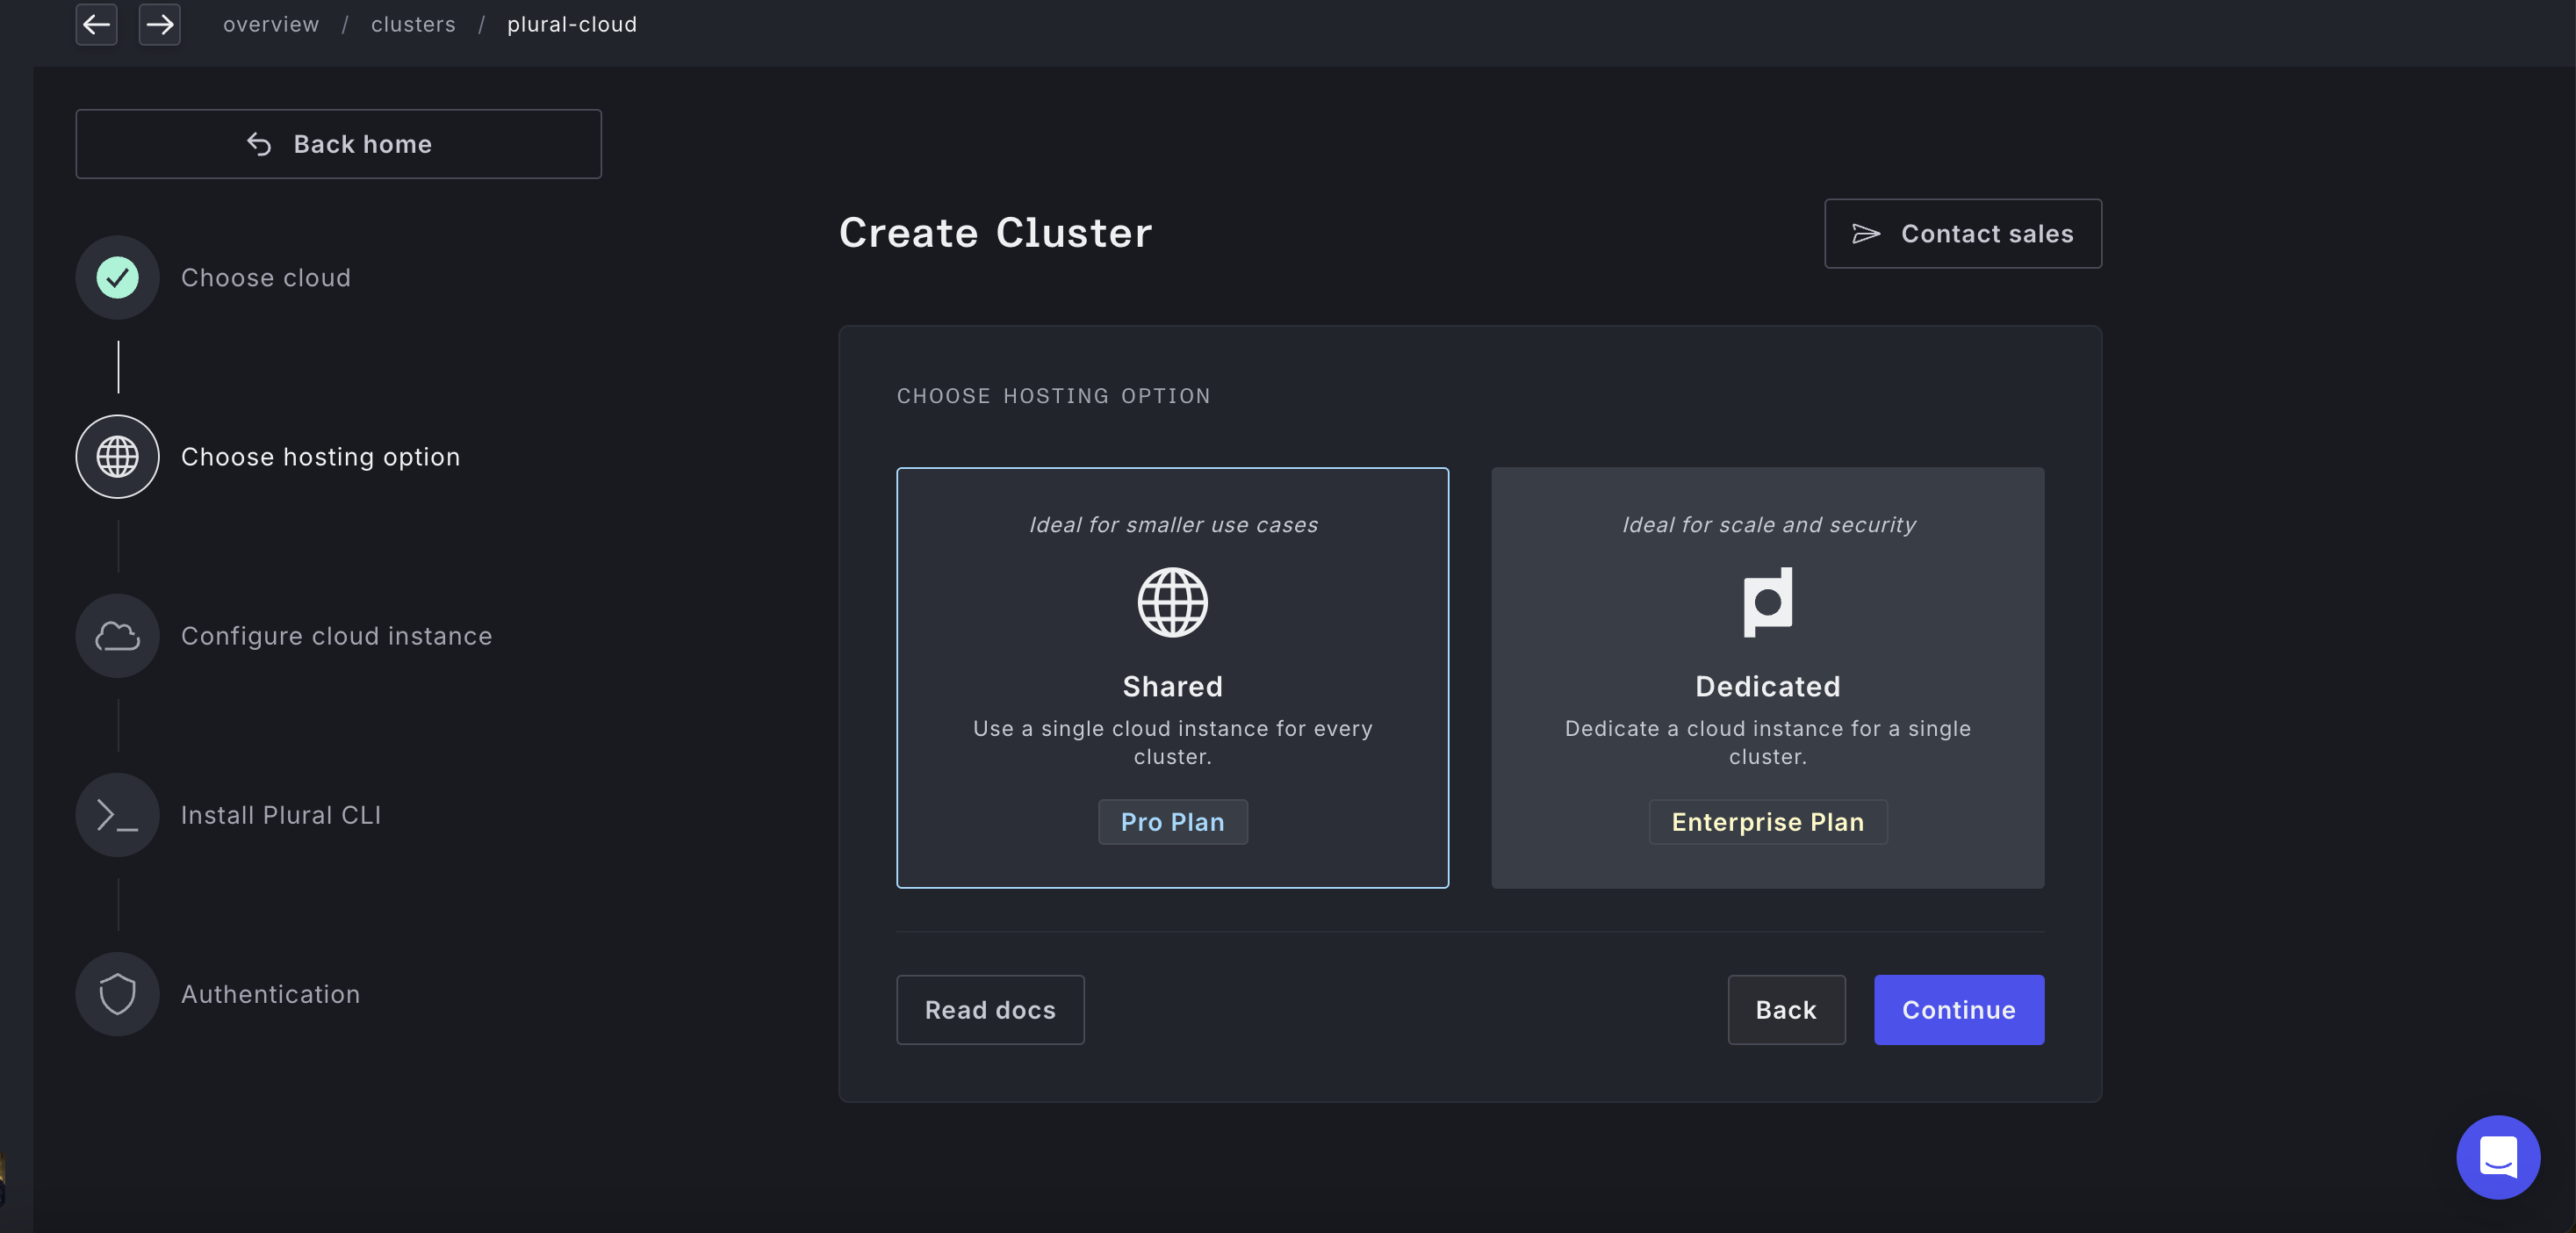 overview / clusters / plural-cloud
Back home
Choose cloud
Choose hosting option
Configure cloud instance
Install Plural CLI
Authentication
Create Cluster
Contact sales
CHOOSE HOSTING OPTION
Ideal for smaller use cases
Shared
Use a single cloud instance for every
cluster.
Pro Plan
Ideal for scale and security
Dedicated
Dedicate a cloud instance for a single
cluster.
Enterprise Plan
Read docs
Back
Continue